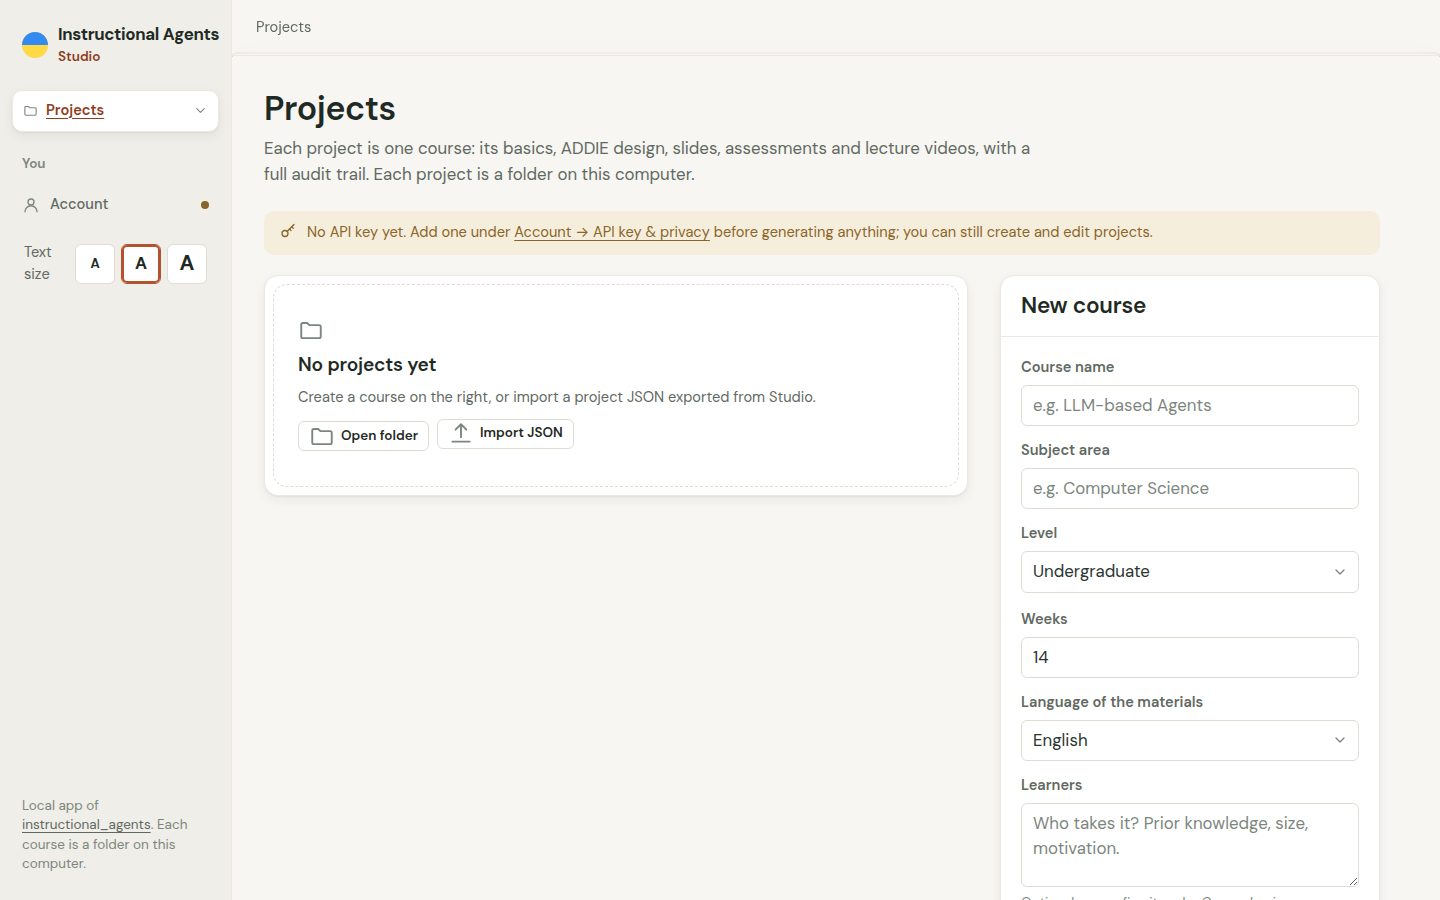 Instructional Agents
Studio
Projects
You
Account
Text
size
A
A
A
Local app of
instructional_agents. Each
course is a folder on this
computer.
Projects
Projects
Each project is one course: its basics, ADDIE design, slides, assessments and lecture videos, with a
full audit trail. Each project is a folder on this computer.
No API key yet. Add one under Account → API key & privacy before generating anything; you can still create and edit projects.
No projects yet
Create a course on the right, or import a project JSON exported from Studio.
Open folder
Import JSON
New course
Course name
e.g. LLM-based Agents
Subject area
e.g. Computer Science
Level
Undergraduate
Weeks
14
Language of the materials
English
Learners
Who takes it? Prior knowledge, size,
motivation.